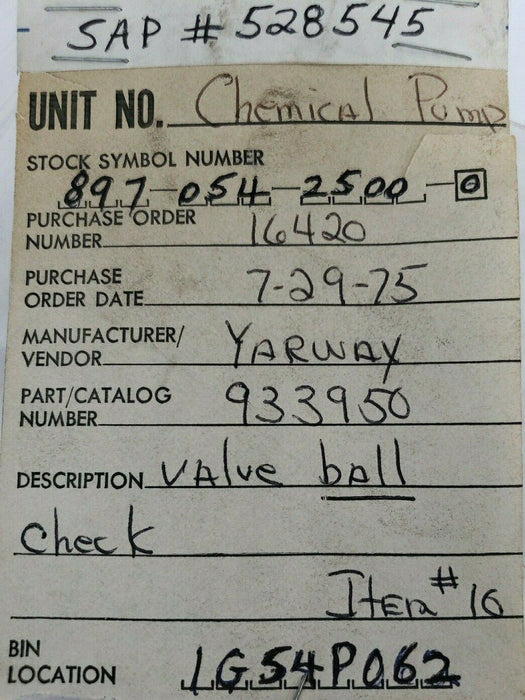 SAP # 528545
UNIT NO. Chemical Pump
STOCK SYMBOL NUMBER
897-054-2500-0
PURCHASE ORDER
NUMBER 16420
PURCHASE
ORDER DATE 7-29-75
MANUFACTURER/
VENDOR YARWAY
PART/CATALOG
NUMBER 933950
DESCRIPTION valve ball
check
Item # 16
BIN
LOCATION 1G54P062